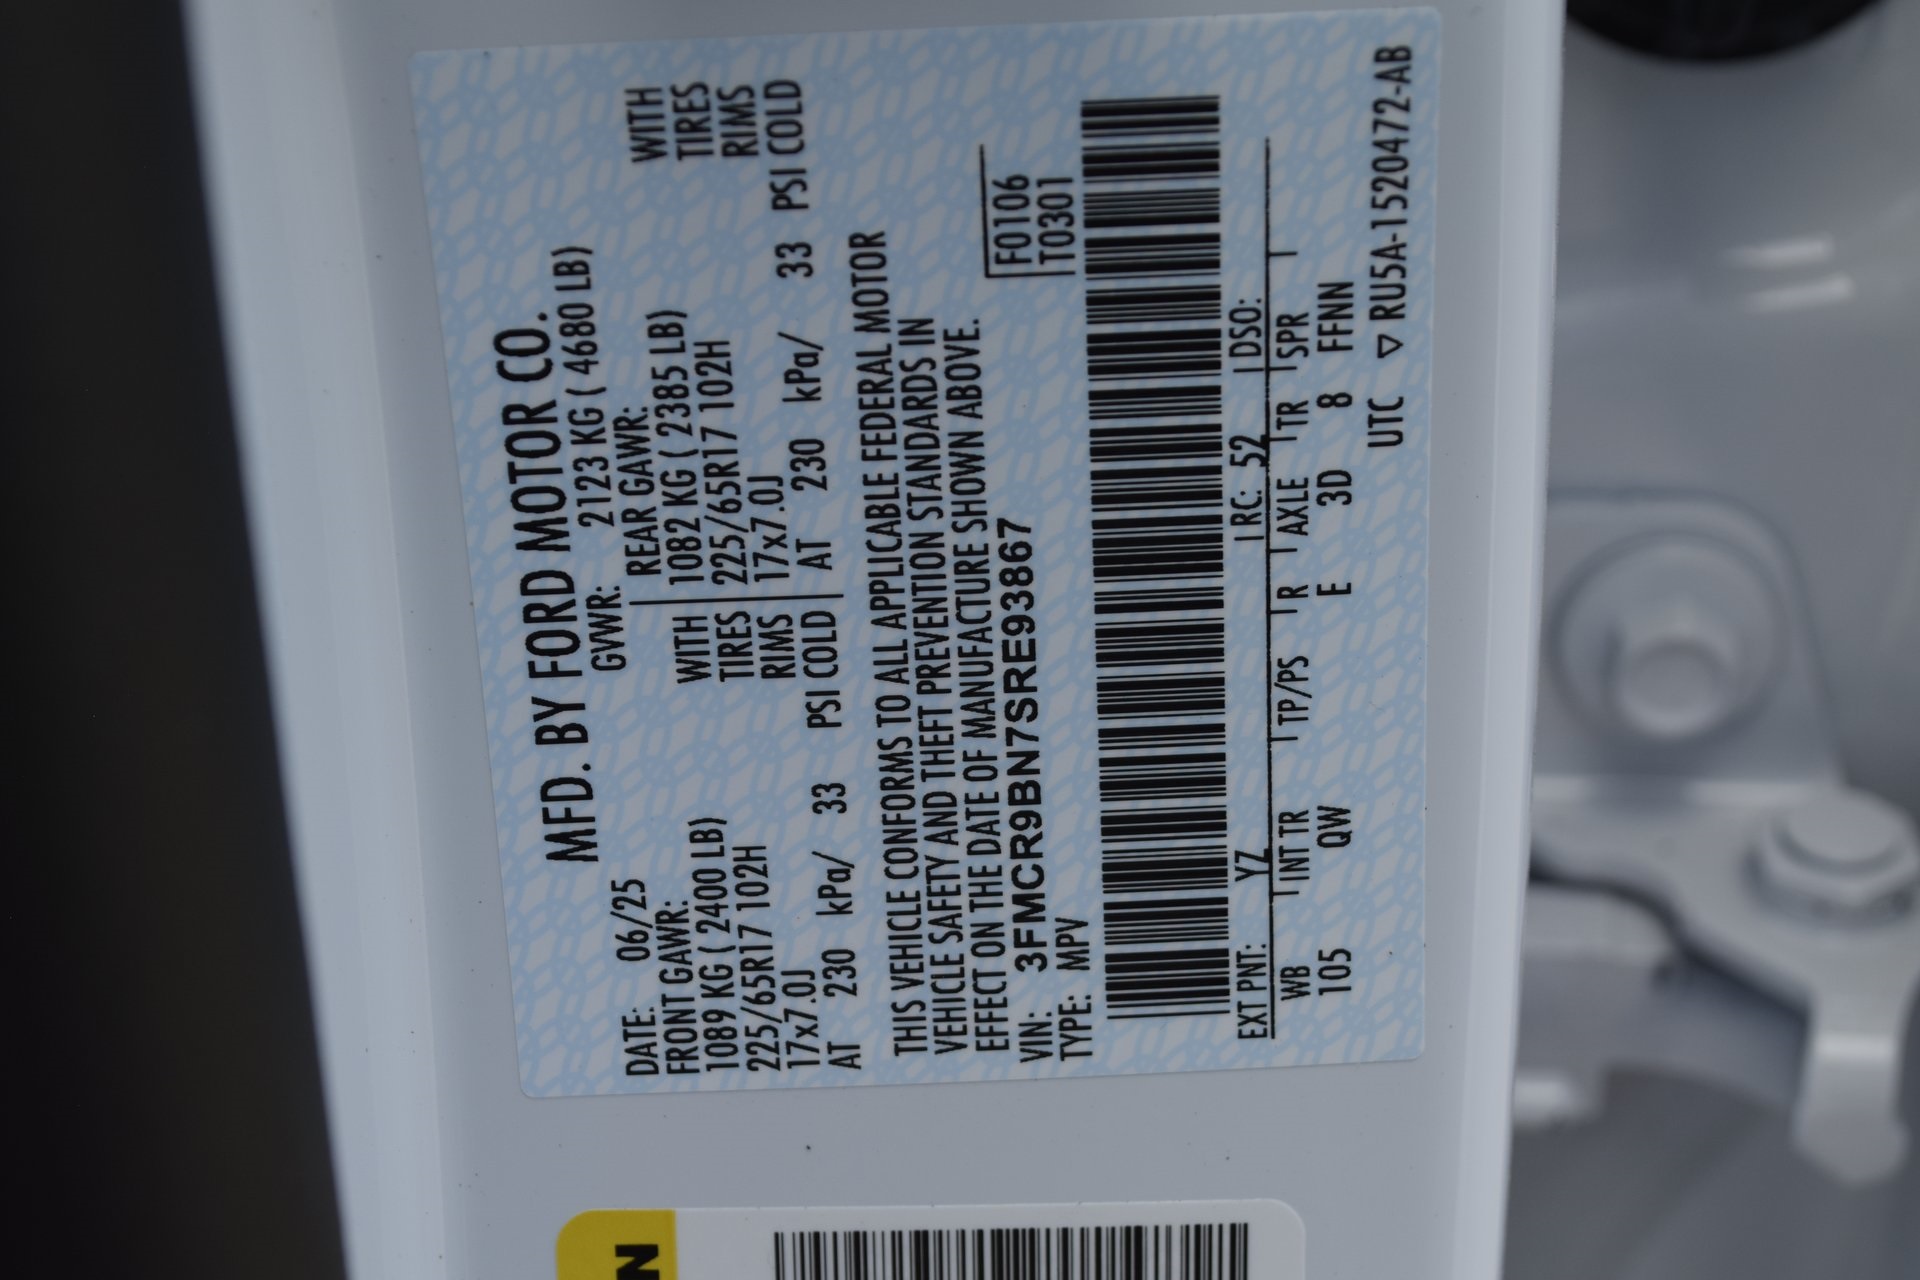 MFD. BY FORD MOTOR CO.
DATE: 06/25 GVWR: 2123 KG ( 4680 LB)
FRONT GAWR: REAR GAWR:
1089 KG ( 2400 LB) WITH 1082 KG ( 2385 LB) WITH
225/65R17 102H TIRES 225/65R17 102H TIRES
17x7.0J RIMS 17x7.0J RIMS
AT 230 kPa/ 33 PSI COLD AT 230 kPa/ 33 PSI COLD
THIS VEHICLE CONFORMS TO ALL APPLICABLE FEDERAL MOTOR
VEHICLE SAFETY AND THEFT PREVENTION STANDARDS IN
EFFECT ON THE DATE OF MANUFACTURE SHOWN ABOVE.
VIN: 3FMCR9BN7SRE93867 F0106
TYPE: MPV T0301
EXT PNT: YZ RC: 52 DSO:
WB INT TR TP/PS R AXLE TR SPR
105 QW E 3D 8 FFNN
UTC ▽ RU5A-1520472-AB